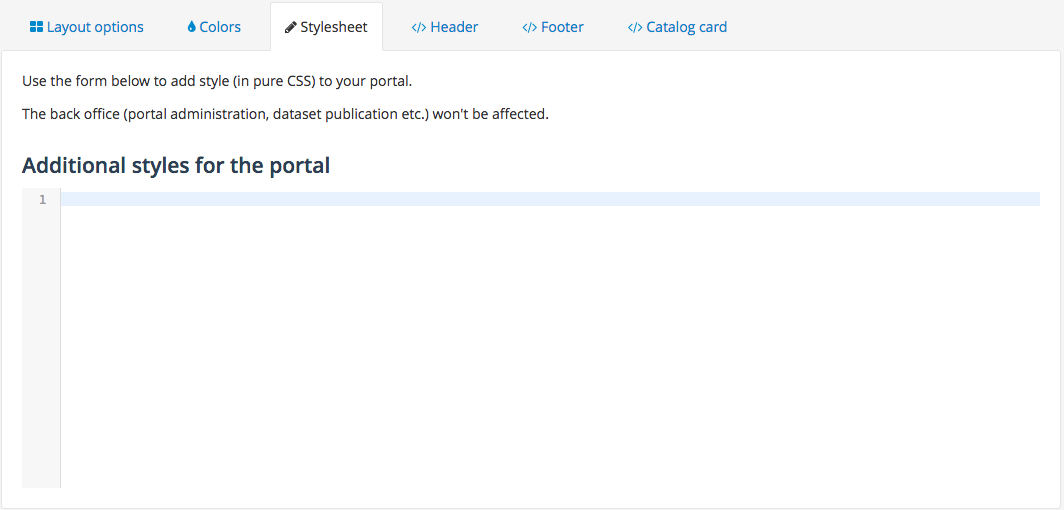 Layout options Colors Stylesheet </> Header </> Footer </> Catalog card
Use the form below to add style (in pure CSS) to your portal.
The back office (portal administration, dataset publication etc.) won't be affected.
Additional styles for the portal
1